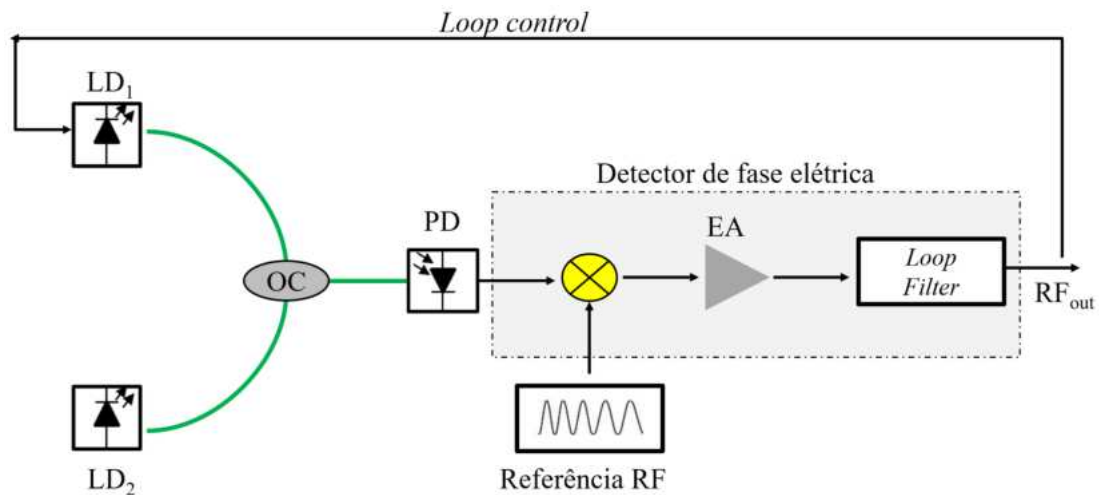 Loop control
LD₁
Detector de fase elétrica
PD
EA
OC
Loop
Filter
RFout
LD₂
Referência RF